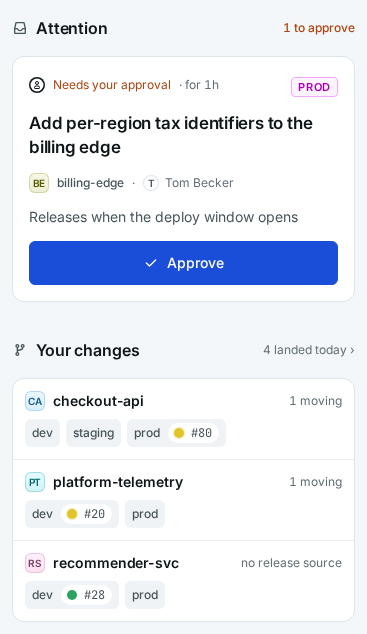 Attention
1 to approve
Needs your approval · for 1h
PROD
Add per-region tax identifiers to the
billing edge
BE billing-edge · T Tom Becker
Releases when the deploy window opens
Approve
Your changes
4 landed today ›
CA checkout-api
1 moving
dev staging prod #80
PT platform-telemetry
1 moving
dev #20 prod
RS recommender-svc
no release source
dev #28 prod